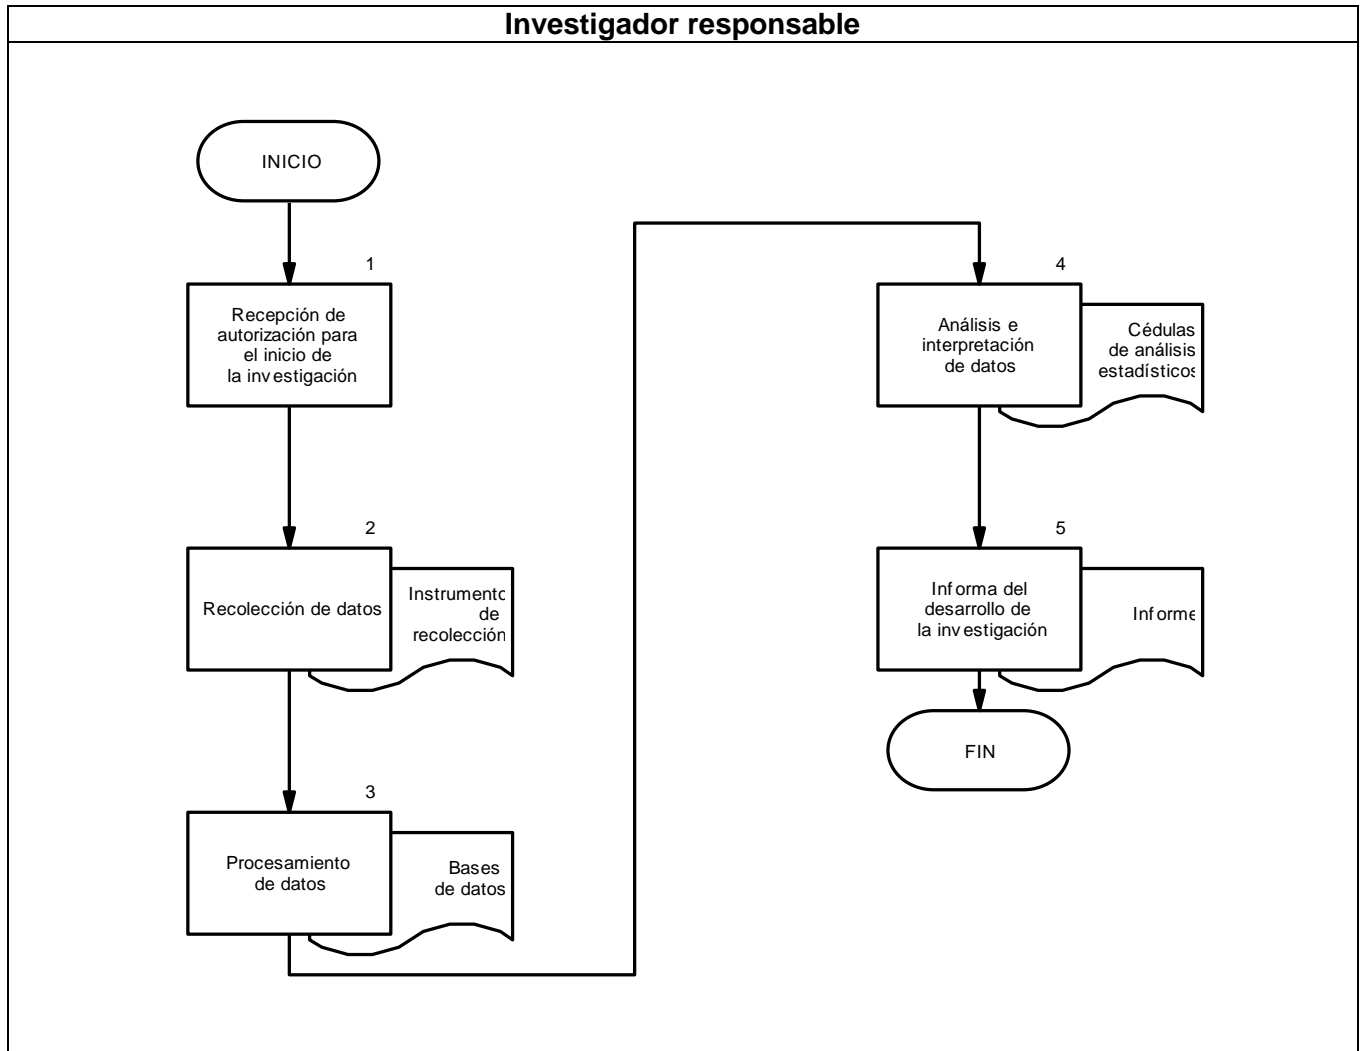 Investigador responsable
INICIO
1
Recepción de
autorización para
el inicio de
la investigación
2
Recolección de datos
Instrumento
de
recolección
3
Procesamiento
de datos
Bases
de datos
4
Análisis e
interpretación
de datos
Cédulas
de análisis
estadísticos
5
Informa del
desarrollo de
la investigación
Informe
FIN